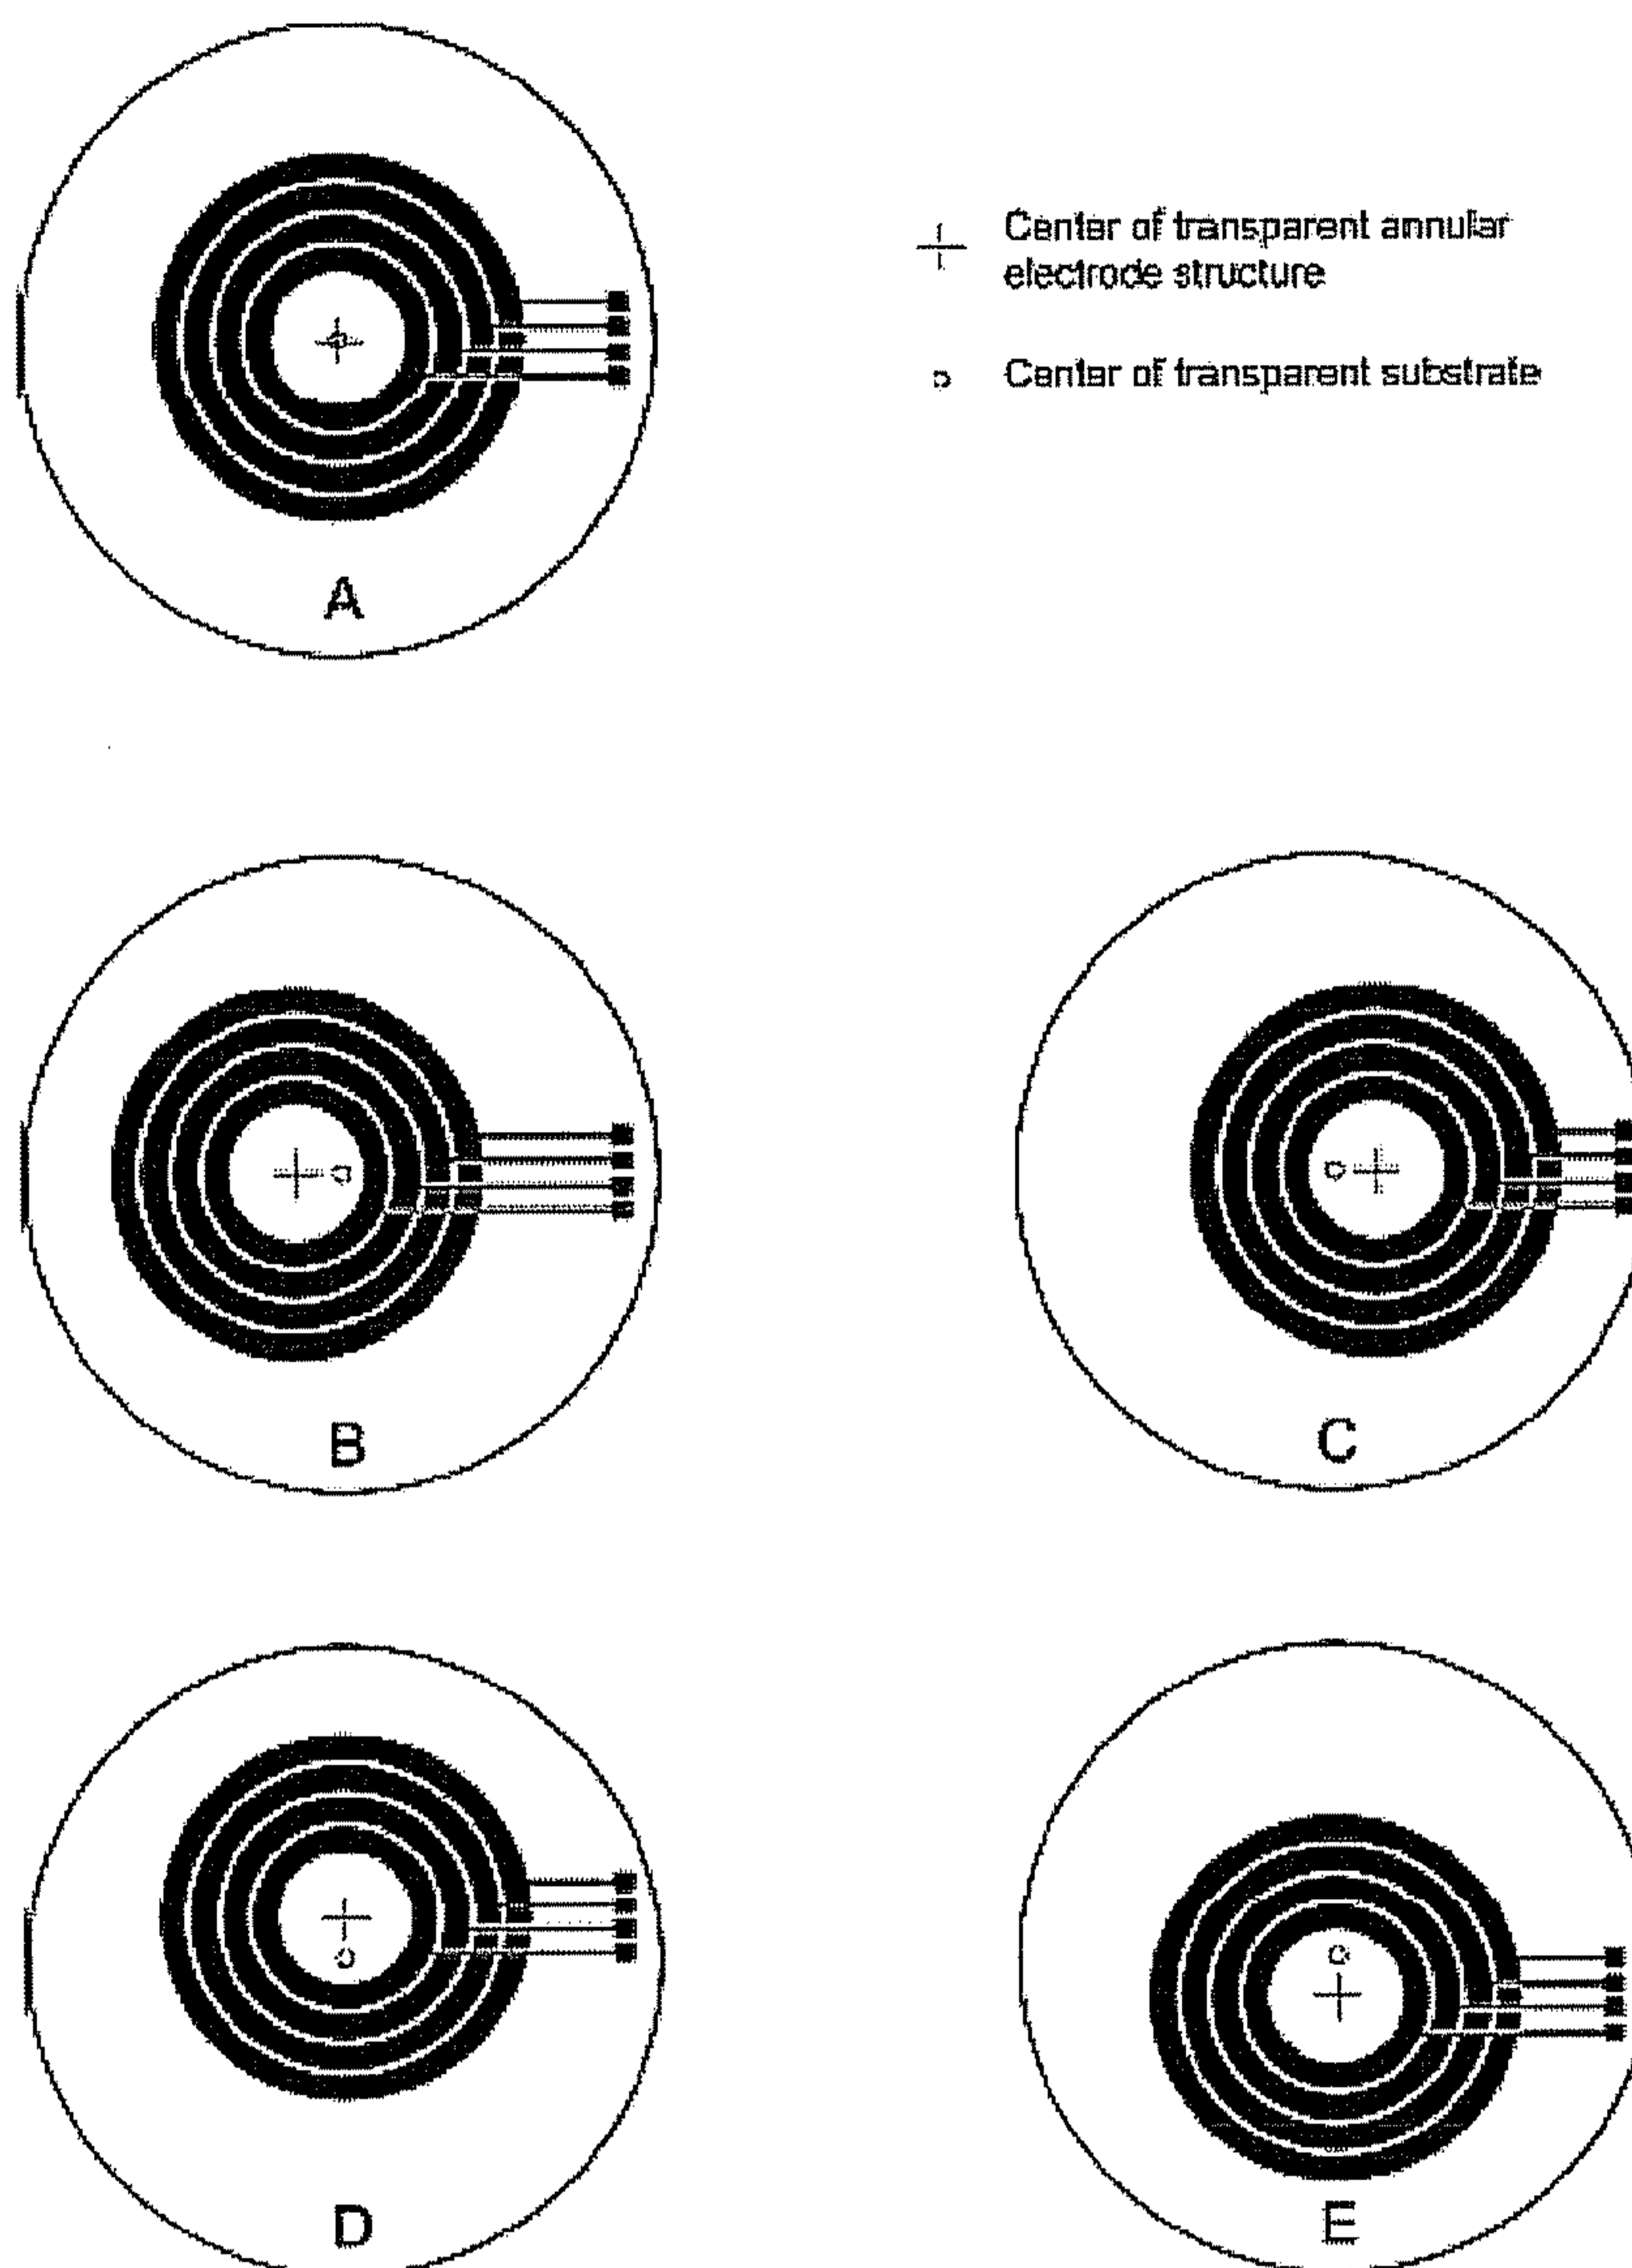 Center of transparent annular
electrode structure
Center of transparent substrate
A
B
C
D
E